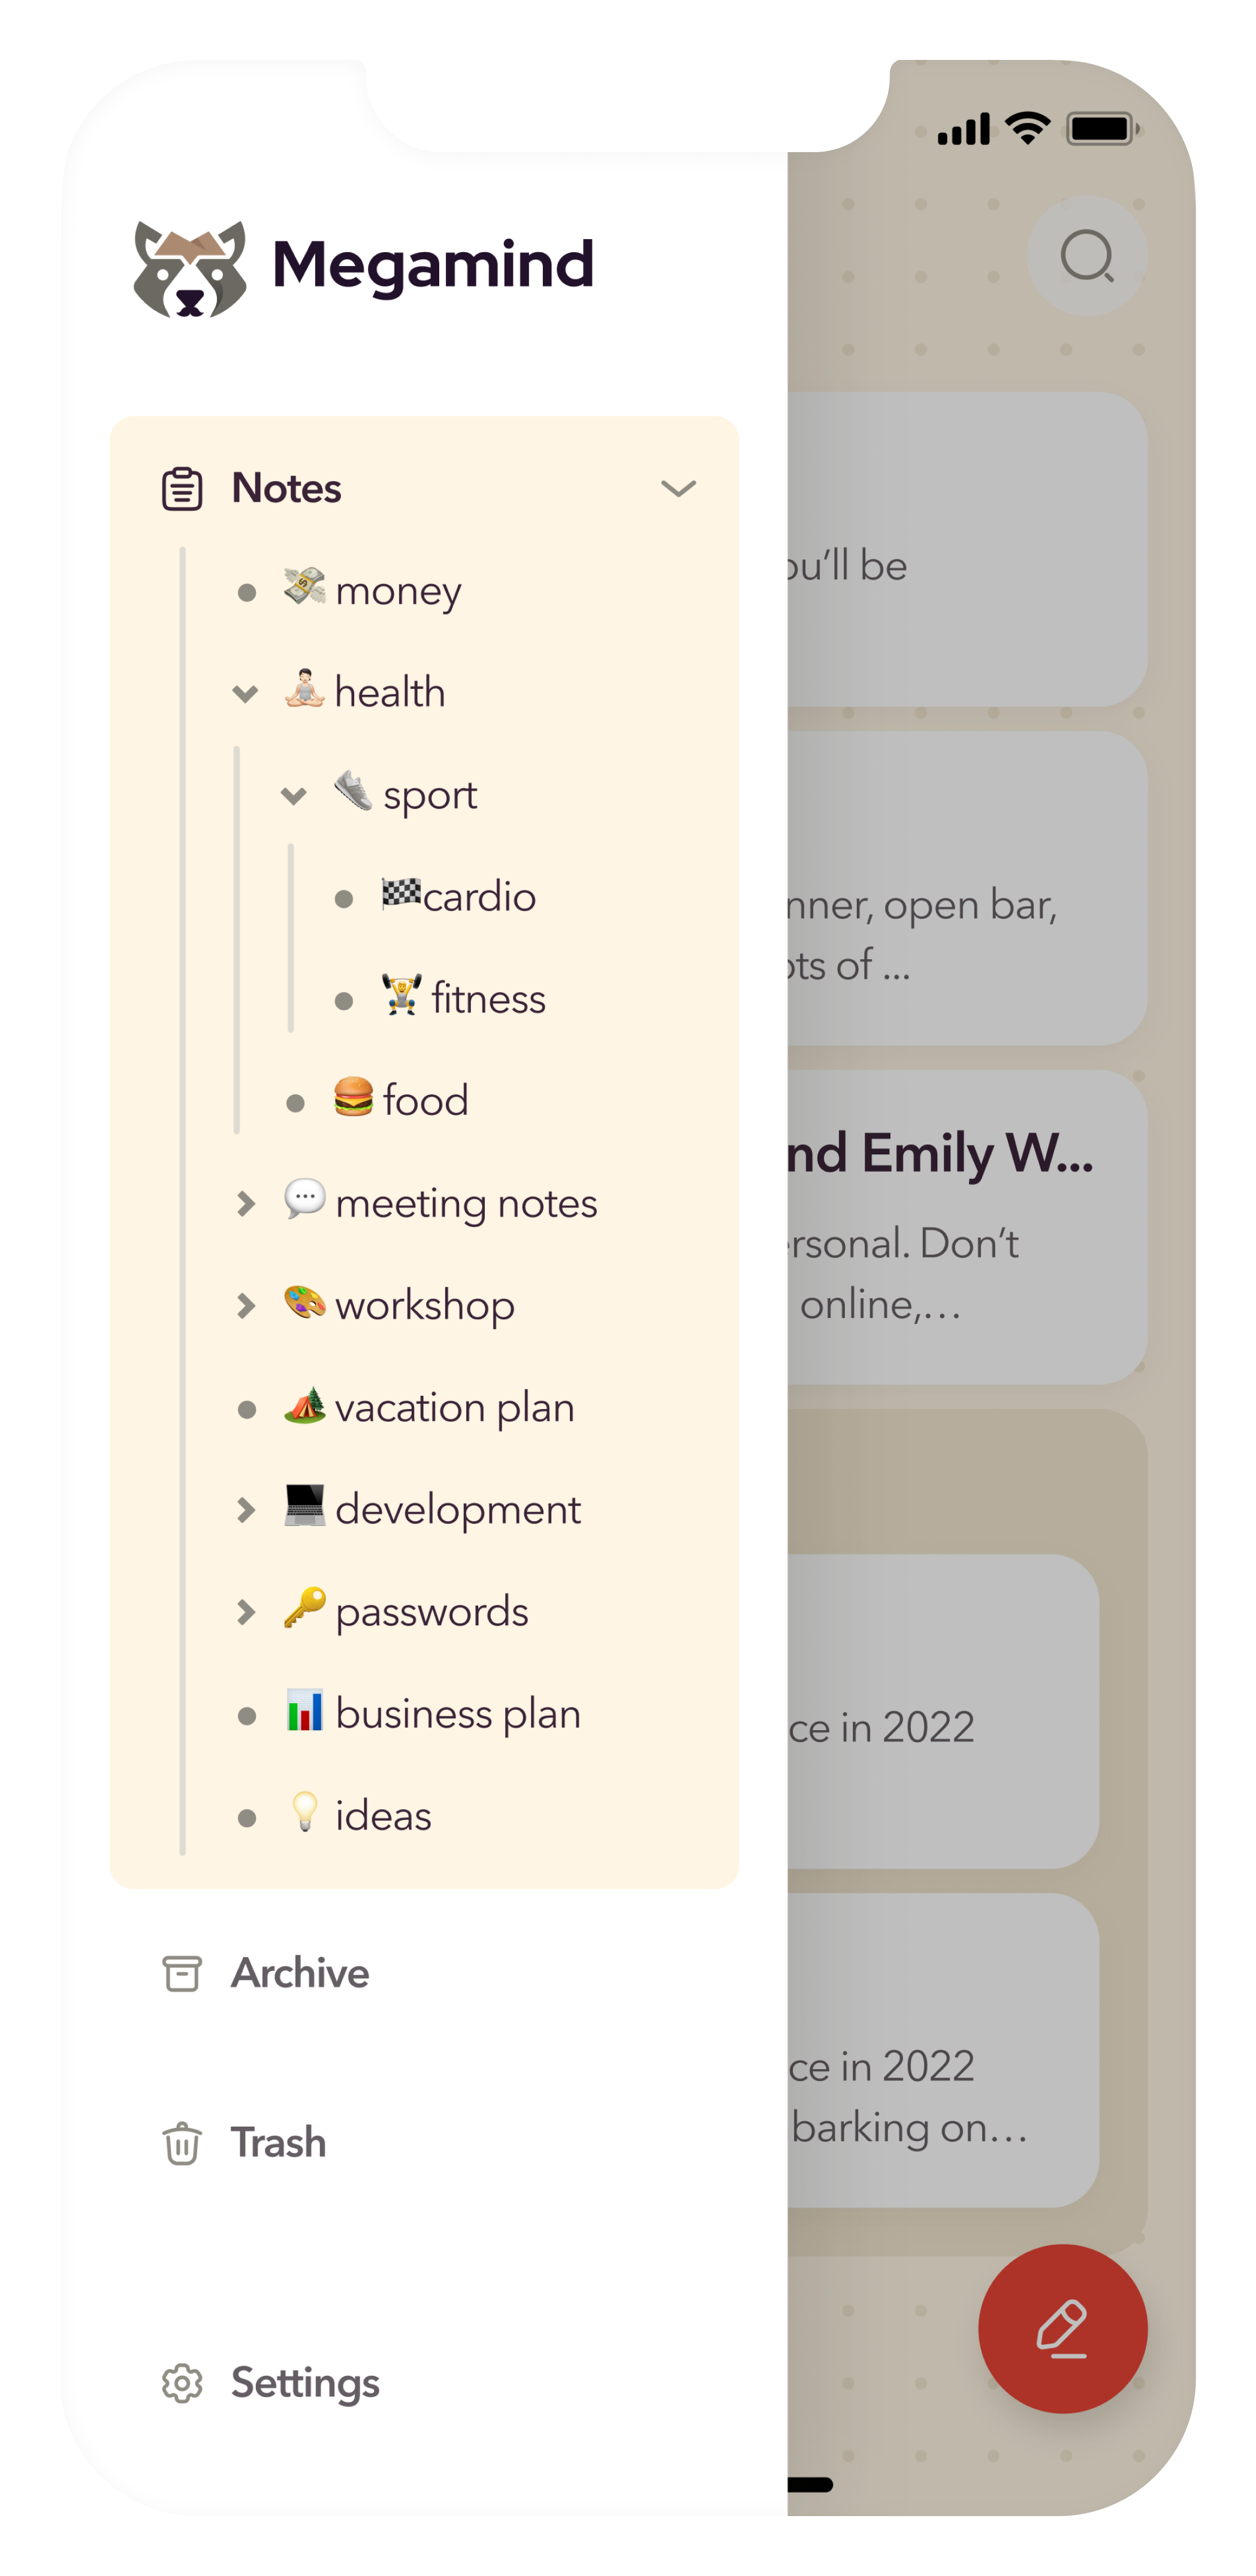 Megamind
Notes
💸 money
🧘🏻 health
👟 sport
🏁cardio
🏋️ fitness
🍔 food
💬 meeting notes
🎨 workshop
🏕 vacation plan
💻 development
🔑 passwords
📊 business plan
💡 ideas
Archive
Trash
Settings
ou’ll be
nner, open bar,
ots of ...
nd Emily W...
rsonal. Don’t
online,…
ce in 2022
ce in 2022
barking on…